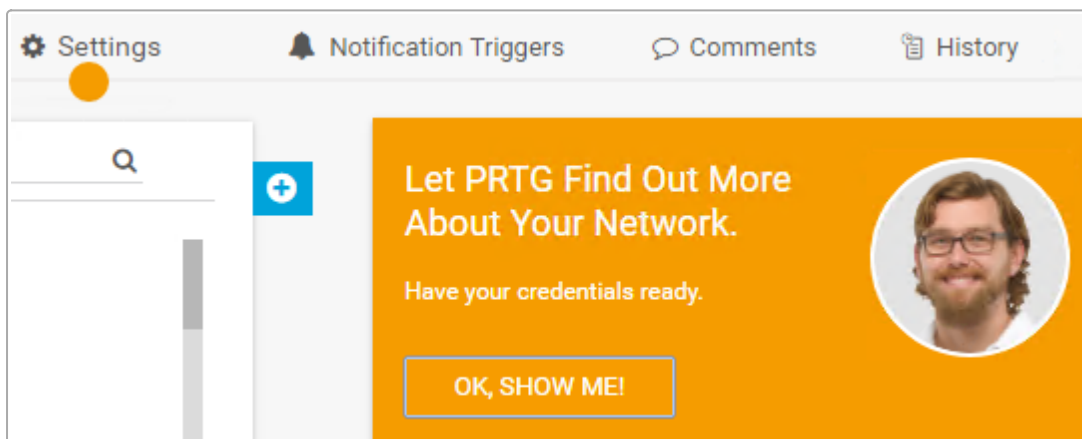 Settings Notification Triggers Comments History
Let PRTG Find Out More
About Your Network.
Have your credentials ready.
OK, SHOW ME!